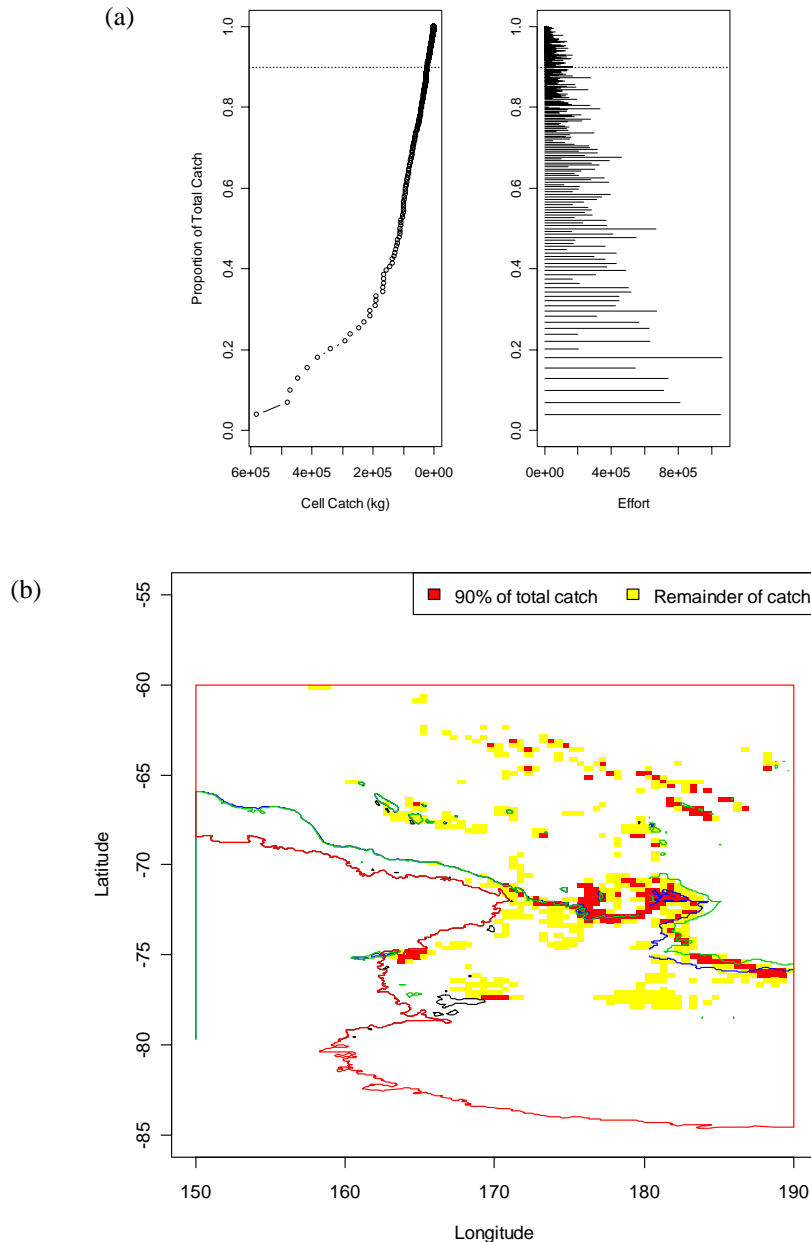 (a)
Proportion of Total Catch
1.0
0.8
0.6
0.4
0.2
0.0
6e+05 4e+05 2e+05 0e+00
Cell Catch (kg)
1.0
0.8
0.6
0.4
0.2
0.0
0e+00 4e+05 8e+05
Effort
(b)
90% of total catch Remainder of catch
Latitude
-55
-60
-65
-70
-75
-80
-85
150 160 170 180 190
Longitude